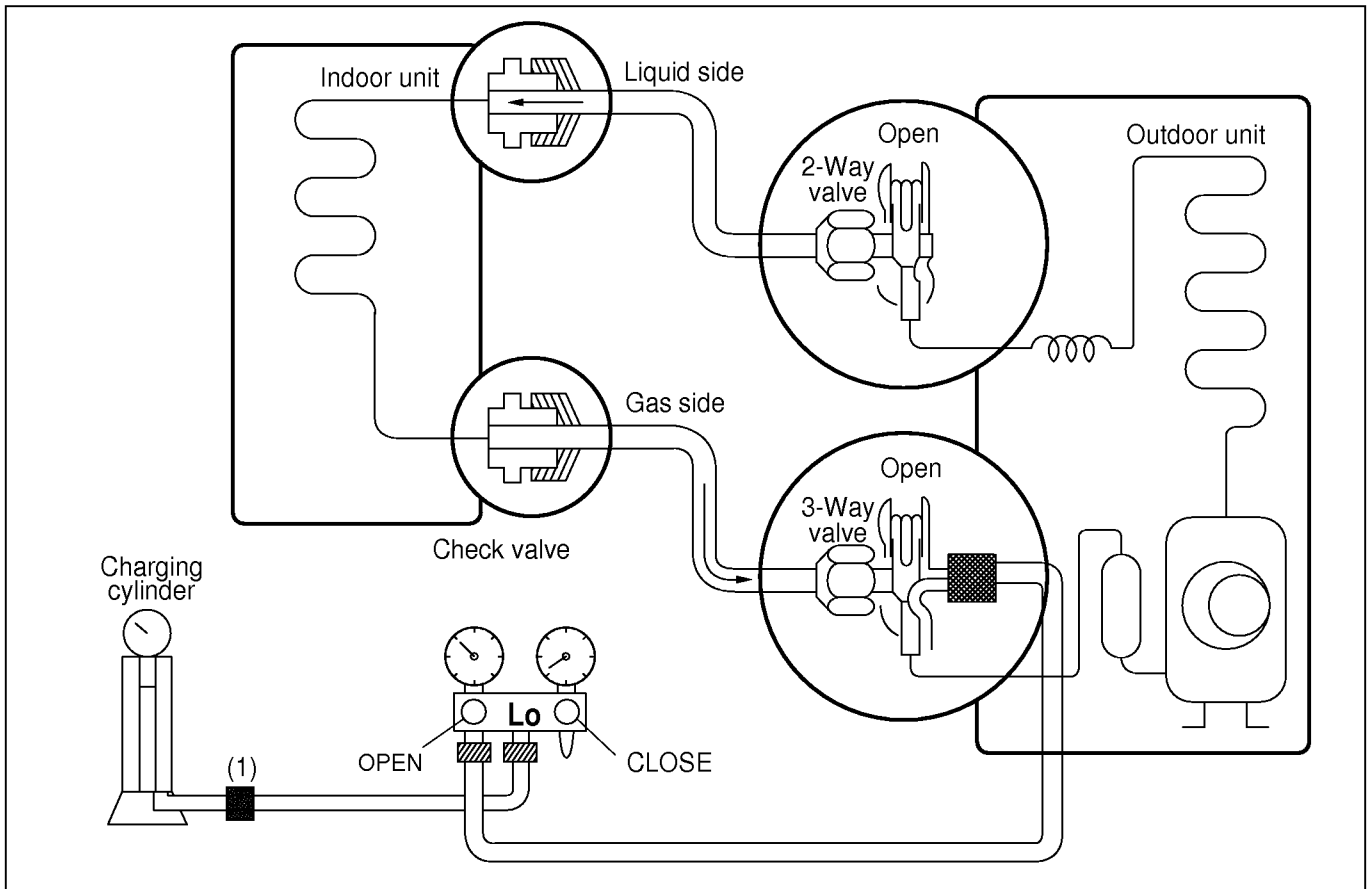 Indoor unit
Liquid side
Open
2-Way
valve
Outdoor unit
Gas side
Open
3-Way
valve
Check valve
Charging
cylinder
Lo
OPEN
CLOSE
(1)